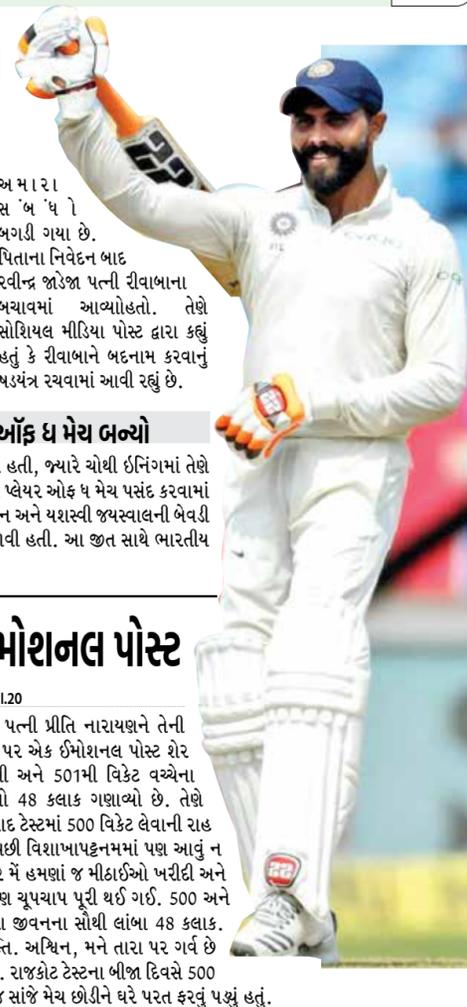 અમારા
સંબંધો
બગડી ગયા છે.
પિતાના નિવેદન બાદ
રવીન્દ્ર જાડેજા પત્ની રીવાબાના
બચાવમાં આવ્યોહતો. તેણે
સોશિયલ મીડિયા પોસ્ટ દ્વારા કહ્યું
હતું કે રીવાબાને બદનામ કરવાનું
ષડયંત્ર રચવામાં આવી રહ્યું છે.
ઑફ ધ મેચ બન્યો
હતી, જ્યારે ચોથી ઇનિંગમાં તેણે
પ્લેયર ઓફ ધ મેચ પસંદ કરવામાં
ન અને યશસ્વી જયસ્વાલની બેવડી
હતી. આ જીત સાથે ભારતીય
મોશનલ પોસ્ટ
.20
પત્ની પ્રીતિ નારાયણને તેની
પર એક ઈમોશનલ પોસ્ટ શેર
અને 501મી વિકેટ વચ્ચેના
48 કલાક ગણાવ્યો છે. તેણે
ટેસ્ટમાં 500 વિકેટ લેવાની રાહ
પછી વિશાખાપટ્ટનમમાં પણ આવું ન
મેં હમણાં જ મીઠાઈઓ ખરીદી અને
ચૂપચાપ પૂરી થઈ ગઈ. 500 અને
જીવનના સૌથી લાંબા 48 કલાક.
અશ્વિન, મને તારા પર ગર્વ છે
. રાજકોટ ટેસ્ટના બીજા દિવસે 500
સાંજે મેચ છોડીને ઘરે પરત ફરવું પડ્યું હતું.